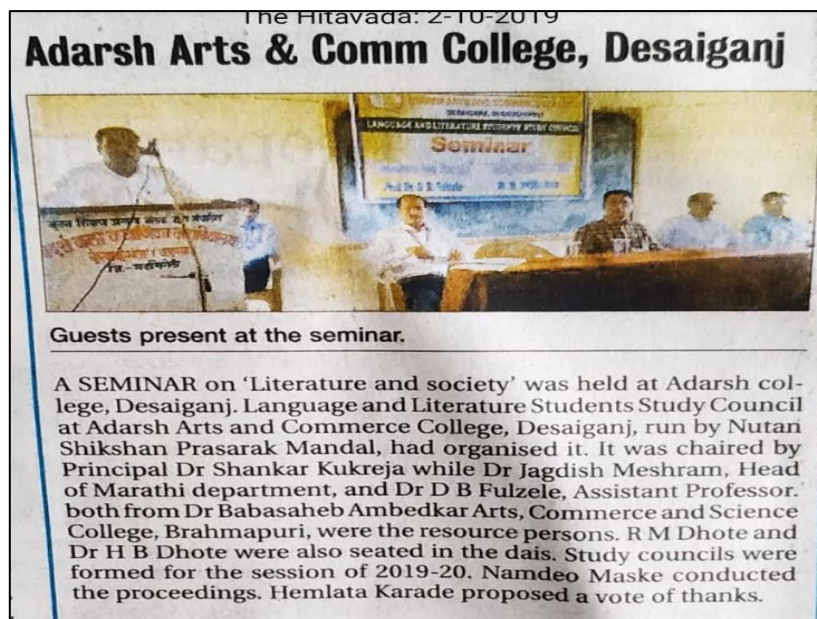 The Hitavada: 2-10-2019
Adarsh Arts & Comm College, Desaiganj
LANGUAGE AND LITERATURE STUDENTS STUDY COUNCIL
Seminar
Guests present at the seminar.
A SEMINAR on 'Literature and society' was held at Adarsh col-
lege, Desaiganj. Language and Literature Students Study Council
at Adarsh Arts and Commerce College, Desaiganj, run by Nutan
Shikshan Prasarak Mandal, had organised it. It was chaired by
Principal Dr Shankar Kukreja while Dr Jagdish Meshram, Head
of Marathi department, and Dr D B Fulzele, Assistant Professor.
both from Dr Babasaheb Ambedkar Arts, Commerce and Science
College, Brahmapuri, were the resource persons. R M Dhote and
Dr H B Dhote were also seated in the dais. Study councils were
formed for the session of 2019-20. Namdeo Maske conducted
the proceedings. Hemlata Karade proposed a vote of thanks.